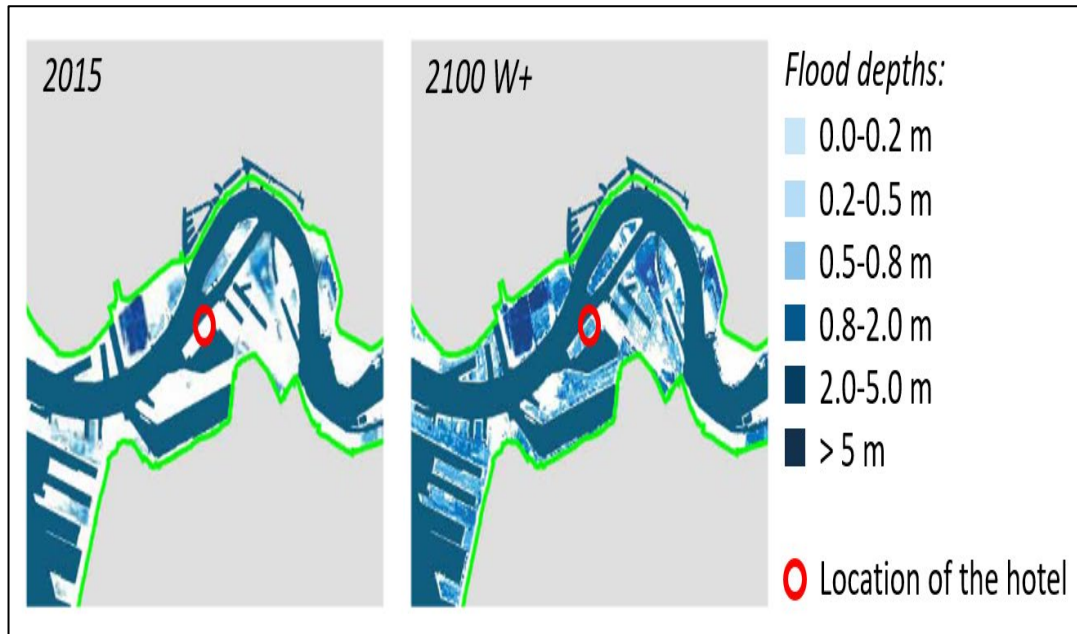 2015
2100 W+
Flood depths:
0.0-0.2 m
0.2-0.5 m
0.5-0.8 m
0.8-2.0 m
2.0-5.0 m
> 5 m
Location of the hotel